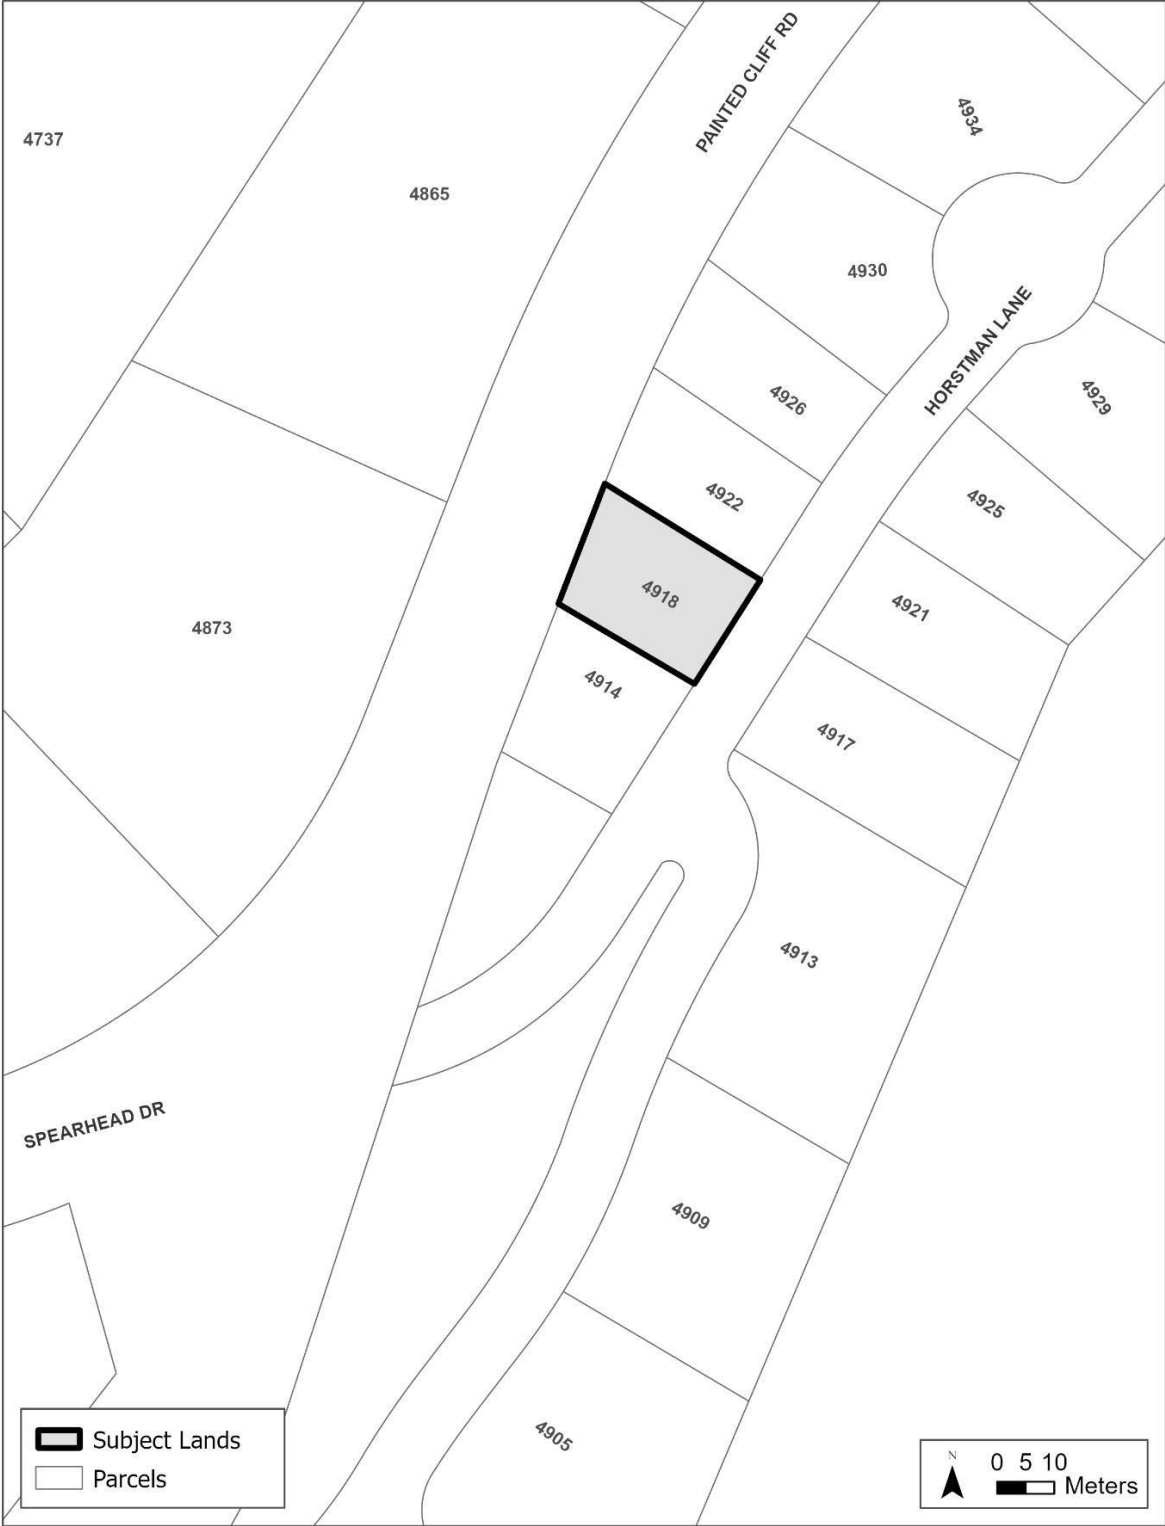 PAINTED CLIFF RD
4934
4737
4865
4930
HORSTMAN LANE
4926
4929
4922
4925
4918
4921
4873
4914
4917
4913
SPEARHEAD DR
4909
4905
Subject Lands
Parcels
N
0 5 10
Meters